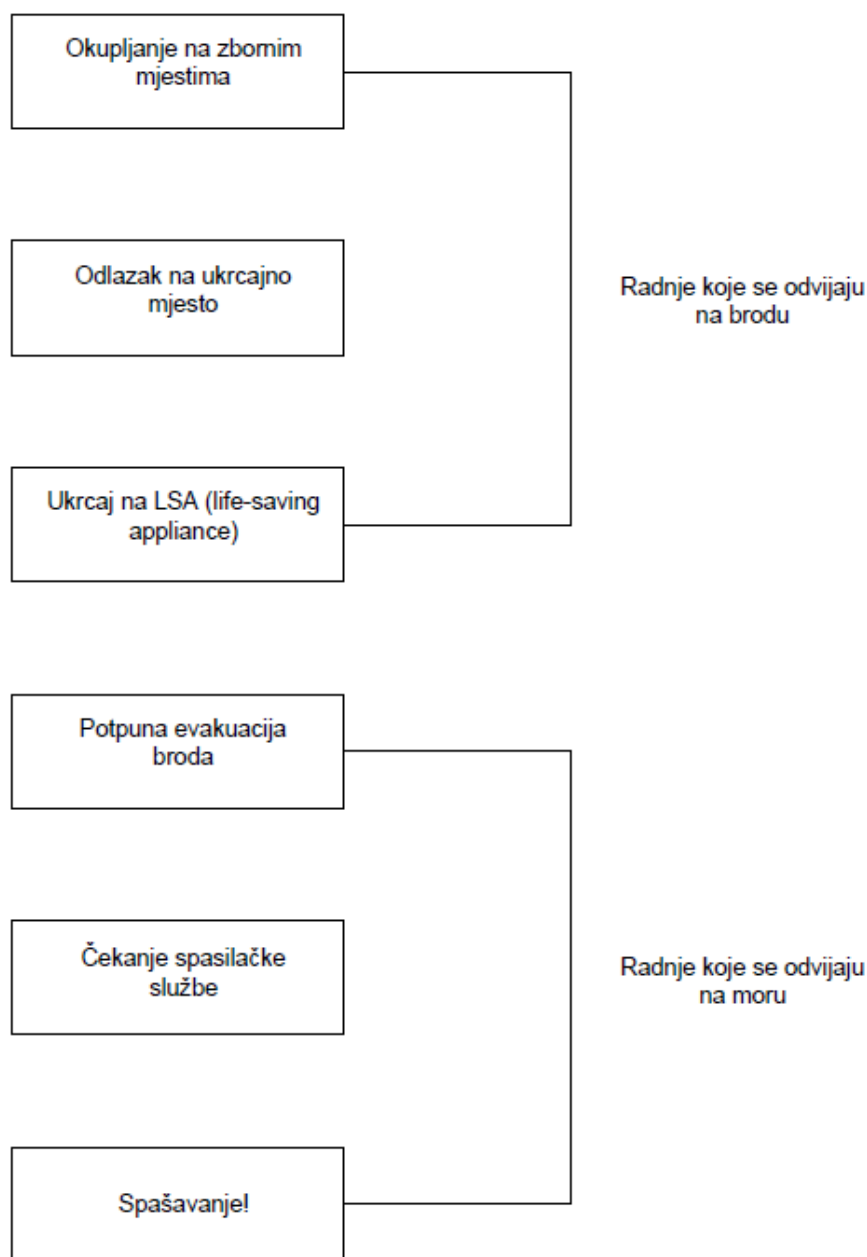 Okupljanje na zbornim
mjestima
Odlazak na ukrcajno
mjesto
Radnje koje se odvijaju
na brodu
Ukrcaj na LSA (life-saving
appliance)
Potpuna evakuacija
broda
Čekanje spasilačke
službe
Radnje koje se odvijaju
na moru
Spašavanje!